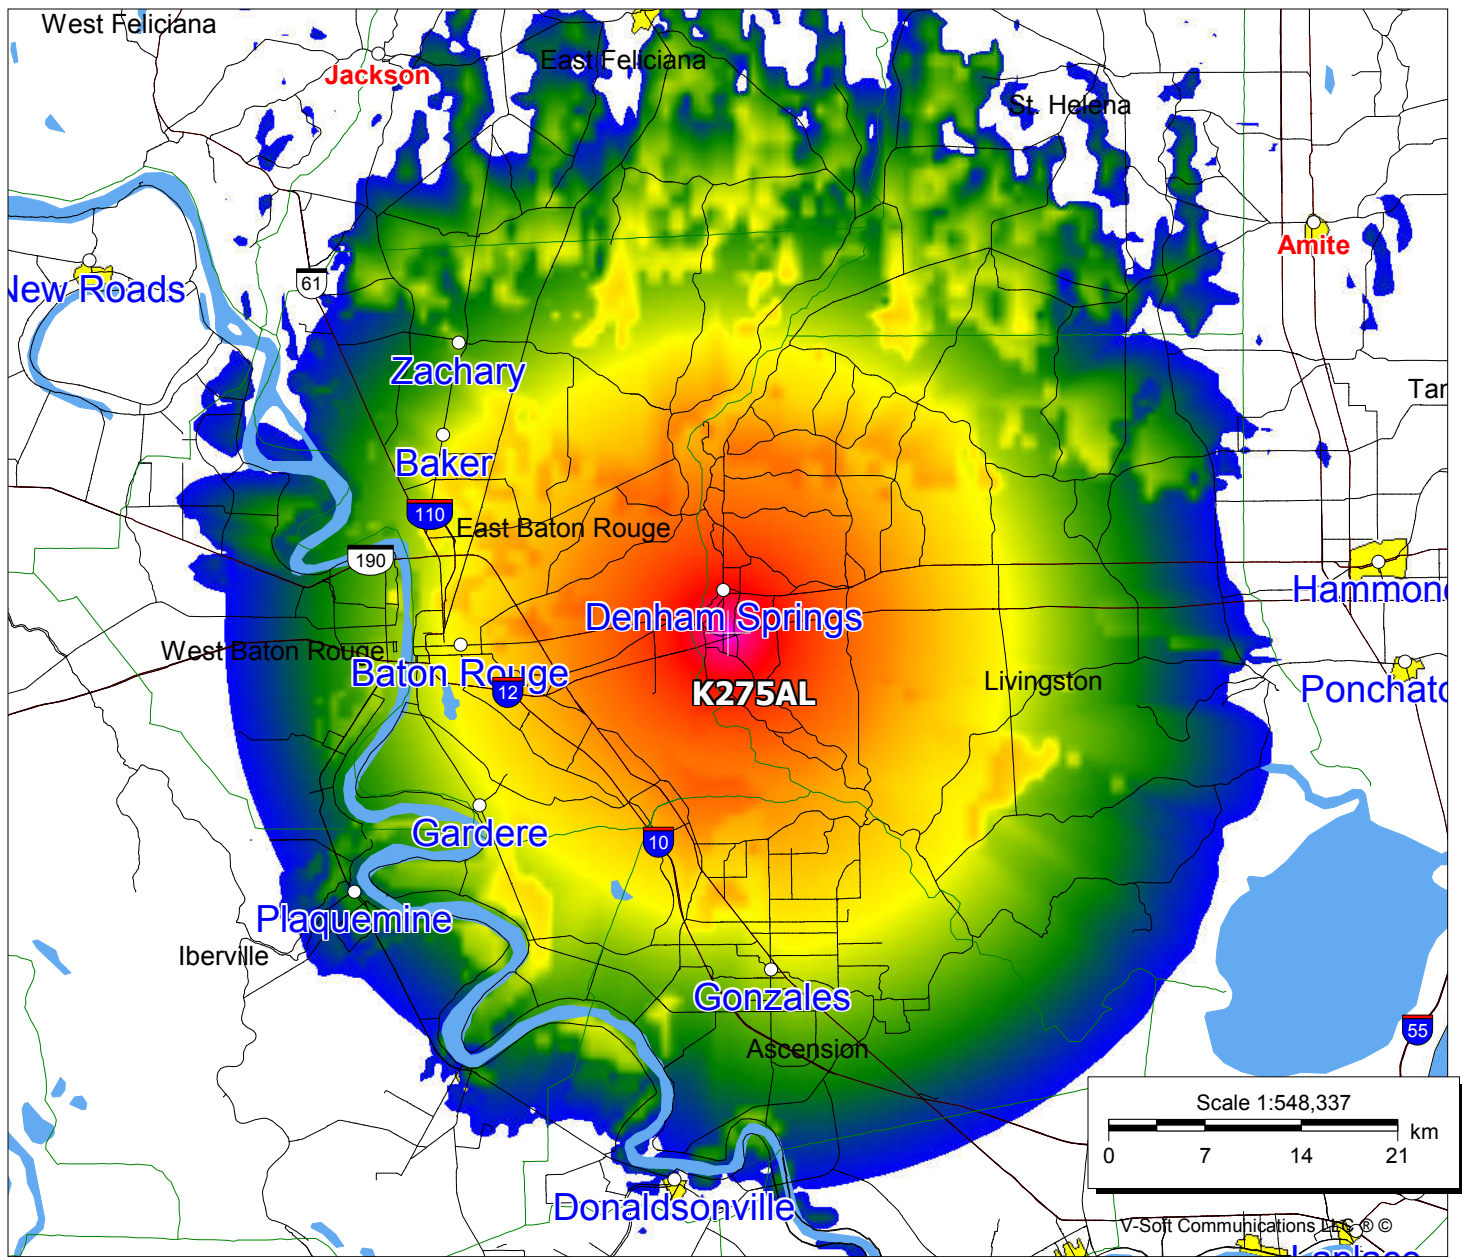 West Feliciana
East Feliciana
Jackson
St. Helena
Amite
New Roads
61
Zachary
Tan
Baker
110
East Baton Rouge
190
Hammond
Denham Springs
West Baton Rouge
Baton Rouge
12
Livingston
Ponchato
K275AL
Gardere
10
Plaquemine
Iberville
Gonzales
55
Ascension
Scale 1:548,337
km
0 7 14 21
Donaldsonville
V-Soft Communications LLC ® ©
Laplace